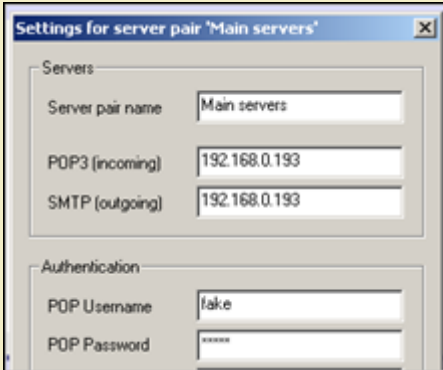 Settings for server pair 'Main servers'
Servers
Server pair name Main servers
POP3 (incoming) 192.168.0.193
SMTP (outgoing) 192.168.0.193
Authentication
POP Username fake
POP Password *****